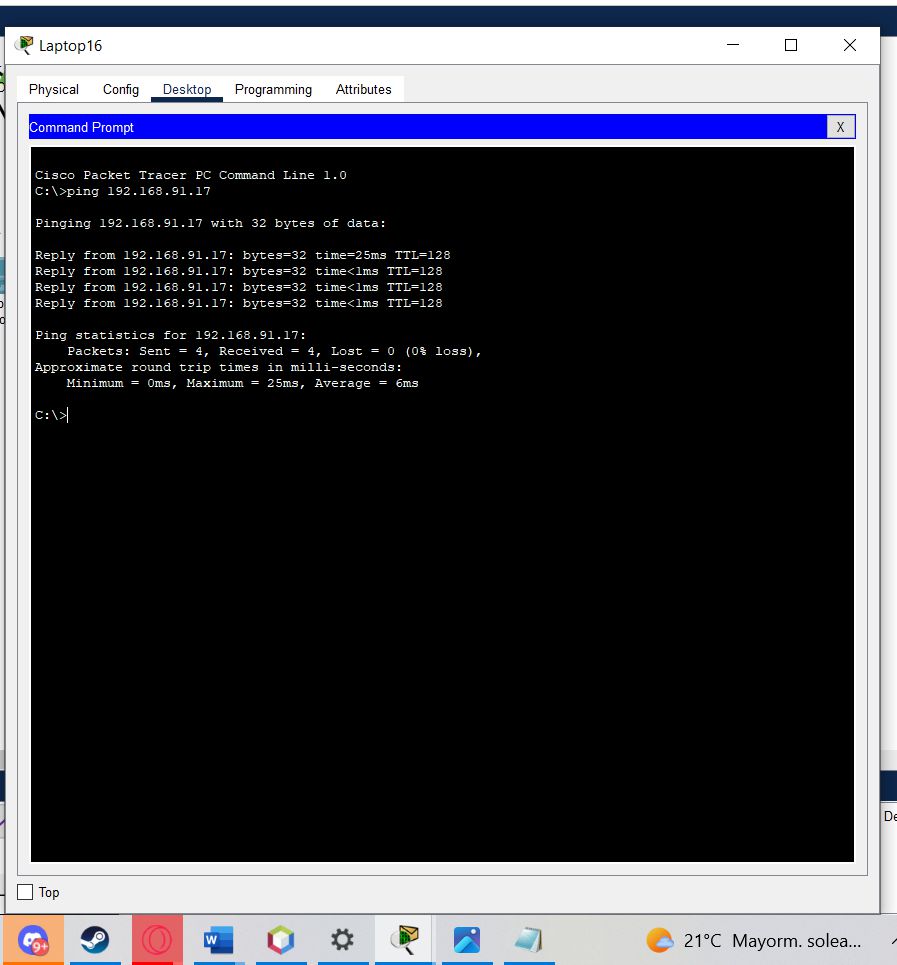 Laptop16
Physical Config Desktop Programming Attributes
Command Prompt X
Cisco Packet Tracer PC Command Line 1.0
C:\>ping 192.168.91.17
Pinging 192.168.91.17 with 32 bytes of data:
Reply from 192.168.91.17: bytes=32 time=25ms TTL=128
Reply from 192.168.91.17: bytes=32 time<1ms TTL=128
Reply from 192.168.91.17: bytes=32 time<1ms TTL=128
Reply from 192.168.91.17: bytes=32 time<1ms TTL=128
Ping statistics for 192.168.91.17:
Packets: Sent = 4, Received = 4, Lost = 0 (0% loss),
Approximate round trip times in milli-seconds:
Minimum = 0ms, Maximum = 25ms, Average = 6ms
C:\>
De
Top
9+
W
21°C Mayorm. solea...